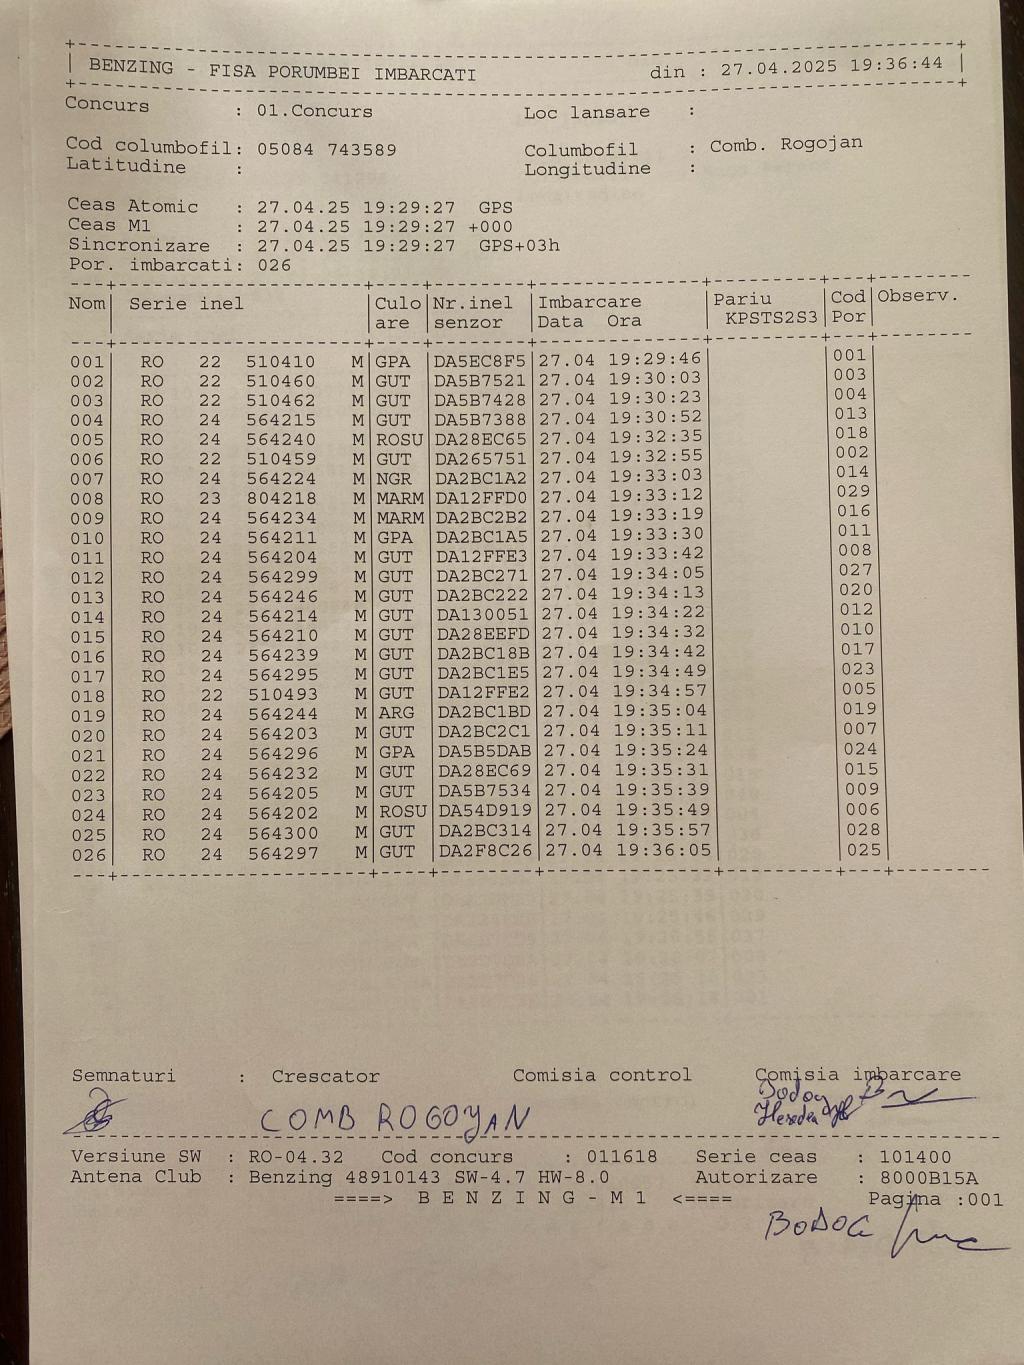 +---------------------------------------------------------------------------+
| BENZING - FISA PORUMBEI IMBARCATI din : 27.04.2025 19:36:44 |
+---------------------------------------------------------------------------+
Concurs : 01.Concurs Loc lansare :
Cod columbofil: 05084 743589 Columbofil : Comb. Rogojan
Latitudine : Longitudine :
Ceas Atomic : 27.04.25 19:29:27 GPS
Ceas M1 : 27.04.25 19:29:27 +000
Sincronizare : 27.04.25 19:29:27 GPS+03h
Por. imbarcati: 026
Nom| Serie inel |Culo|Nr.inel |Imbarcare |Pariu |Cod|Observ.
| |are |senzor |Data Ora | KPSTS2S3|Por|
001| RO 22 510410 M|GPA |DA5EC8F5|27.04 19:29:46| |001|
002| RO 22 510460 M|GUT |DA5B7521|27.04 19:30:03| |003|
003| RO 22 510462 M|GUT |DA5B7428|27.04 19:30:23| |004|
004| RO 24 564215 M|GUT |DA5B7388|27.04 19:30:52| |013|
005| RO 24 564240 M|ROSU|DA28EC65|27.04 19:32:35| |018|
006| RO 22 510459 M|GUT |DA265751|27.04 19:32:55| |002|
007| RO 24 564224 M|NGR |DA2BC1A2|27.04 19:33:03| |014|
008| RO 23 804218 M|MARM|DA12FFD0|27.04 19:33:12| |029|
009| RO 24 564234 M|MARM|DA2BC2B2|27.04 19:33:19| |016|
010| RO 24 564211 M|GPA |DA2BC1A5|27.04 19:33:30| |011|
011| RO 24 564204 M|GUT |DA12FFE3|27.04 19:33:42| |008|
012| RO 24 564299 M|GUT |DA2BC271|27.04 19:34:05| |027|
013| RO 24 564246 M|GUT |DA2BC222|27.04 19:34:13| |020|
014| RO 24 564214 M|GUT |DA130051|27.04 19:34:22| |012|
015| RO 24 564210 M|GUT |DA28EEFD|27.04 19:34:32| |010|
016| RO 24 564239 M|GUT |DA2BC18B|27.04 19:34:42| |017|
017| RO 24 564295 M|GUT |DA2BC1E5|27.04 19:34:49| |023|
018| RO 22 510493 M|GUT |DA12FFE2|27.04 19:34:57| |005|
019| RO 24 564244 M|ARG |DA2BC1BD|27.04 19:35:04| |019|
020| RO 24 564203 M|GUT |DA2BC2C1|27.04 19:35:11| |007|
021| RO 24 564296 M|GPA |DA5B5DAB|27.04 19:35:24| |024|
022| RO 24 564232 M|GUT |DA28EC69|27.04 19:35:31| |015|
023| RO 24 564205 M|GUT |DA5B7534|27.04 19:35:39| |009|
024| RO 24 564202 M|ROSU|DA54D919|27.04 19:35:49| |006|
025| RO 24 564300 M|GUT |DA2BC314|27.04 19:35:57| |028|
026| RO 24 564297 M|GUT |DA2F8C26|27.04 19:36:05| |025|
Semnaturi : Crescator Comisia control Comisia imbarcare
COMB ROGOYAN
Versiune SW : RO-04.32 Cod concurs : 011618 Serie ceas : 101400
Antena Club : Benzing 48910143 SW-4.7 HW-8.0 Autorizare : 8000B15A
====> B E N Z I N G - M 1 <==== Pagina :001
BODOG